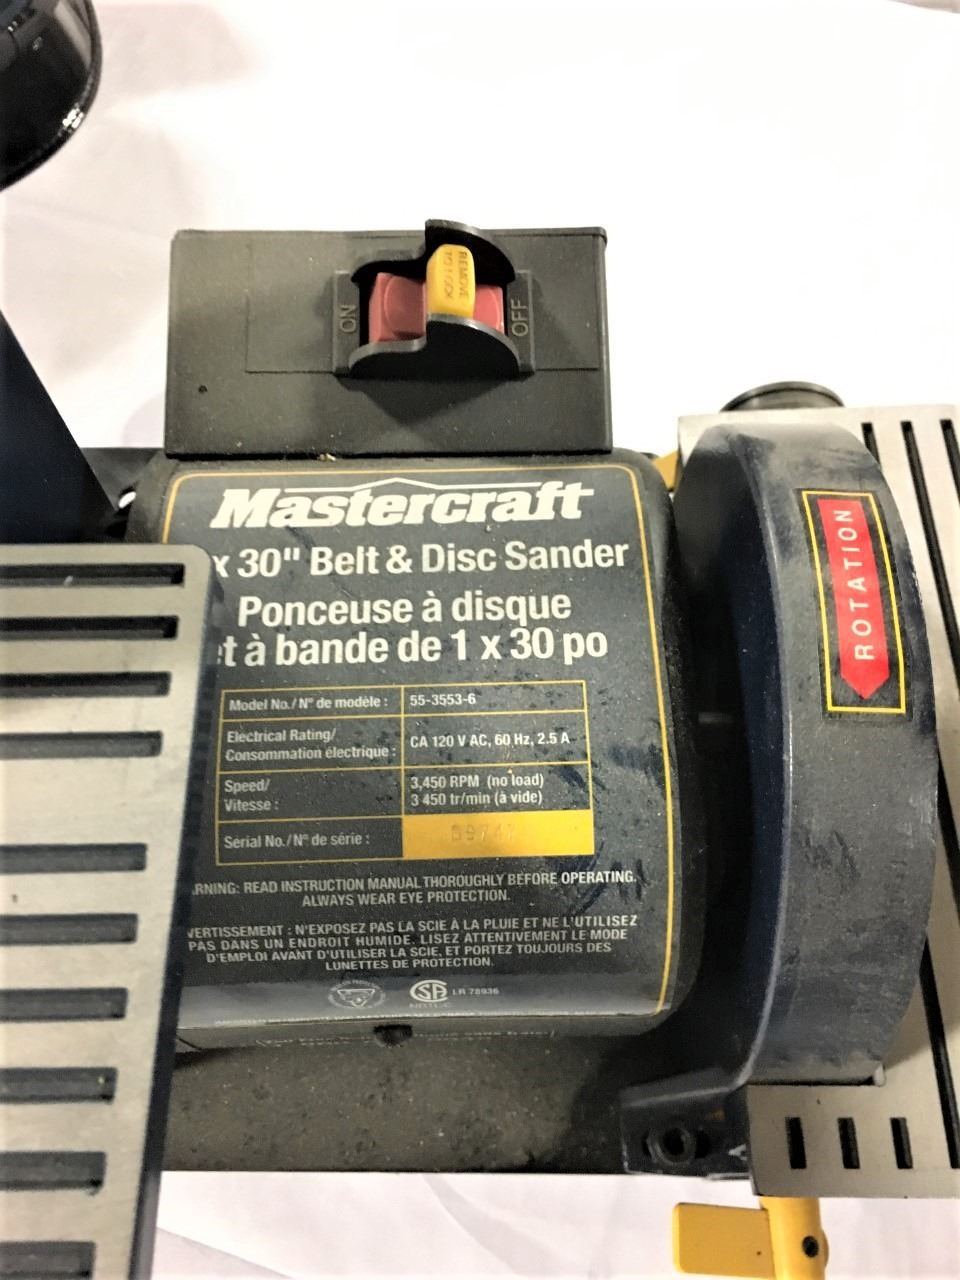 REMOVE
TO LOCK
ON
OFF
Mastercraft
x 30" Belt & Disc Sander
Ponceuse à disque
et à bande de 1 x 30 po
Model No./N° de modèle : 55-3553-6
Electrical Rating/
Consommation électrique : CA 120 V AC, 60 Hz, 2.5 A
Speed/ 3,450 RPM (no load)
Vitesse : 3 450 tr/min (à vide)
Serial No./N° de série :
RNING: READ INSTRUCTION MANUAL THOROUGHLY BEFORE OPERATING.
ALWAYS WEAR EYE PROTECTION.
VERTISSEMENT : N'EXPOSEZ PAS LA SCIE À LA PLUIE ET NE L'UTILISEZ
PAS DANS UN ENDROIT HUMIDE. LISEZ ATTENTIVEMENT LE MODE
D'EMPLOI AVANT D'UTILISER LA SCIE, ET PORTEZ TOUJOURS DES
LUNETTES DE PROTECTION.
CSA LR 78936
NRTL/C
ROTATION